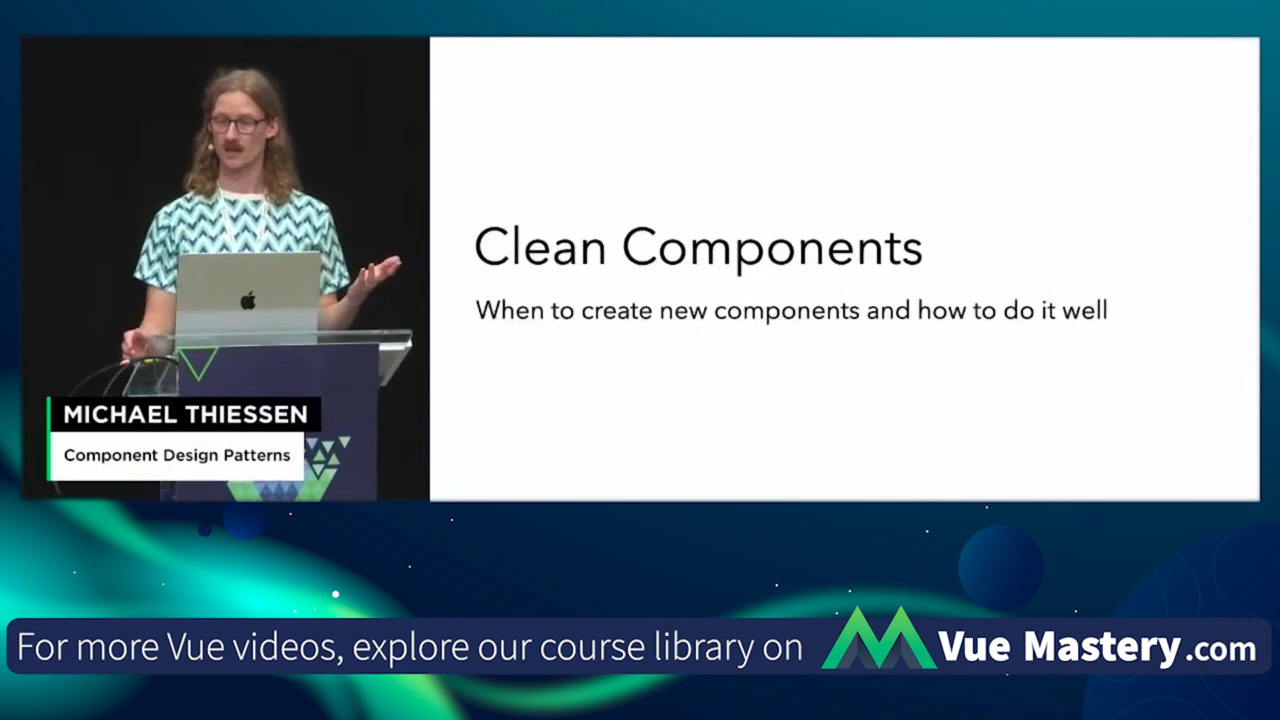 Clean Components
When to create new components and how to do it well
MICHAEL THIESSEN
Component Design Patterns
For more Vue videos, explore our course library on Vue Mastery.com